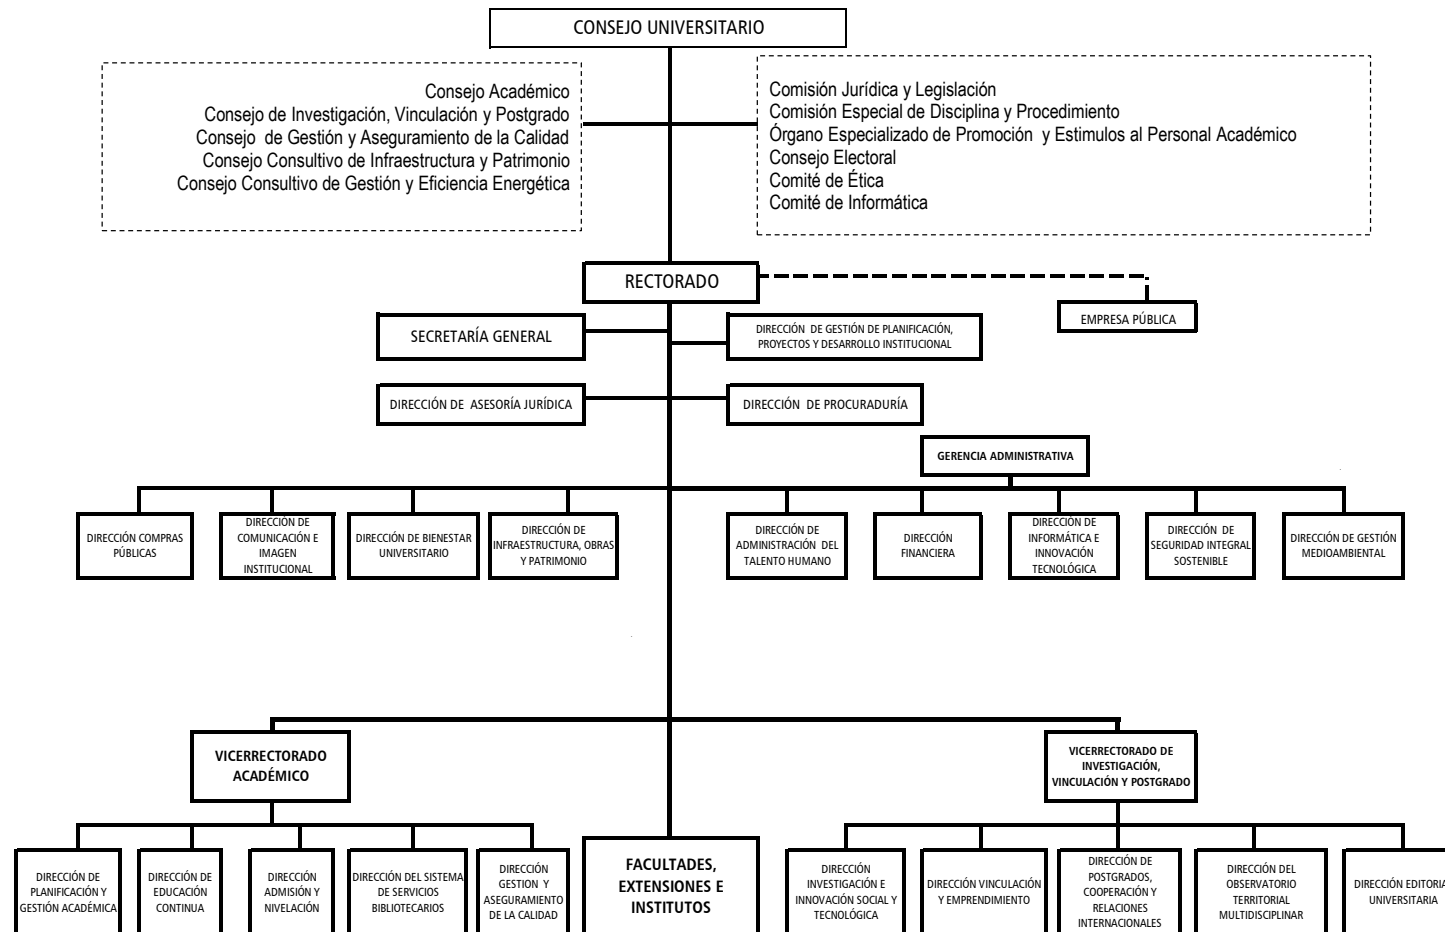 CONSEJO UNIVERSITARIO
Consejo Académico
Consejo de Investigación, Vinculación y Postgrado
Consejo de Gestión y Aseguramiento de la Calidad
Consejo Consultivo de Infraestructura y Patrimonio
Consejo Consultivo de Gestión y Eficiencia Energética
Comisión Jurídica y Legislación
Comisión Especial de Disciplina y Procedimiento
Órgano Especializado de Promoción y Estimulos al Personal Académico
Consejo Electoral
Comité de Ética
Comité de Informática
RECTORADO
EMPRESA PÚBLICA
SECRETARÍA GENERAL
DIRECCIÓN DE GESTIÓN DE PLANIFICACIÓN,
PROYECTOS Y DESARROLLO INSTITUCIONAL
DIRECCIÓN DE ASESORÍA JURÍDICA
DIRECCIÓN DE PROCURADURÍA
GERENCIA ADMINISTRATIVA
DIRECCIÓN COMPRAS
PÚBLICAS
DIRECCIÓN DE
COMUNICACIÓN E
IMAGEN
INSTITUCIONAL
DIRECCIÓN DE BIENESTAR
UNIVERSITARIO
DIRECCIÓN DE
INFRAESTRUCTURA, OBRAS
Y PATRIMONIO
DIRECCIÓN DE
ADMINISTRACIÓN DEL
TALENTO HUMANO
DIRECCIÓN
FINANCIERA
DIRECCIÓN DE
INFORMÁTICA E
INNOVACIÓN
TECNOLÓGICA
DIRECCIÓN DE
SEGURIDAD INTEGRAL
SOSTENIBLE
DIRECCIÓN DE GESTIÓN
MEDIOAMBIENTAL
VICERRECTORADO
ACADÉMICO
VICERRECTORADO DE
INVESTIGACIÓN,
VINCULACIÓN Y POSTGRADO
DIRECCIÓN DE
PLANIFICACIÓN Y
GESTIÓN ACADÉMICA
DIRECCIÓN DE
EDUCACIÓN
CONTINUA
DIRECCIÓN
ADMISIÓN Y
NIVELACIÓN
DIRECCIÓN DEL SISTEMA
DE SERVICIOS
BIBLIOTECARIOS
DIRECCIÓN
GESTION Y
ASEGURAMIENTO
DE LA CALIDAD
FACULTADES,
EXTENSIONES E
INSTITUTOS
DIRECCIÓN
INVESTIGACIÓN E
INNOVACIÓN SOCIAL Y
TECNOLÓGICA
DIRECCIÓN VINCULACIÓN
Y EMPRENDIMIENTO
DIRECCIÓN DE
POSTGRADOS,
COOPERACIÓN Y
RELACIONES
INTERNACIONALES
DIRECCIÓN DEL
OBSERVATORIO
TERRITORIAL
MULTIDISCIPLINAR
DIRECCIÓN EDITORIA
UNIVERSITARIA